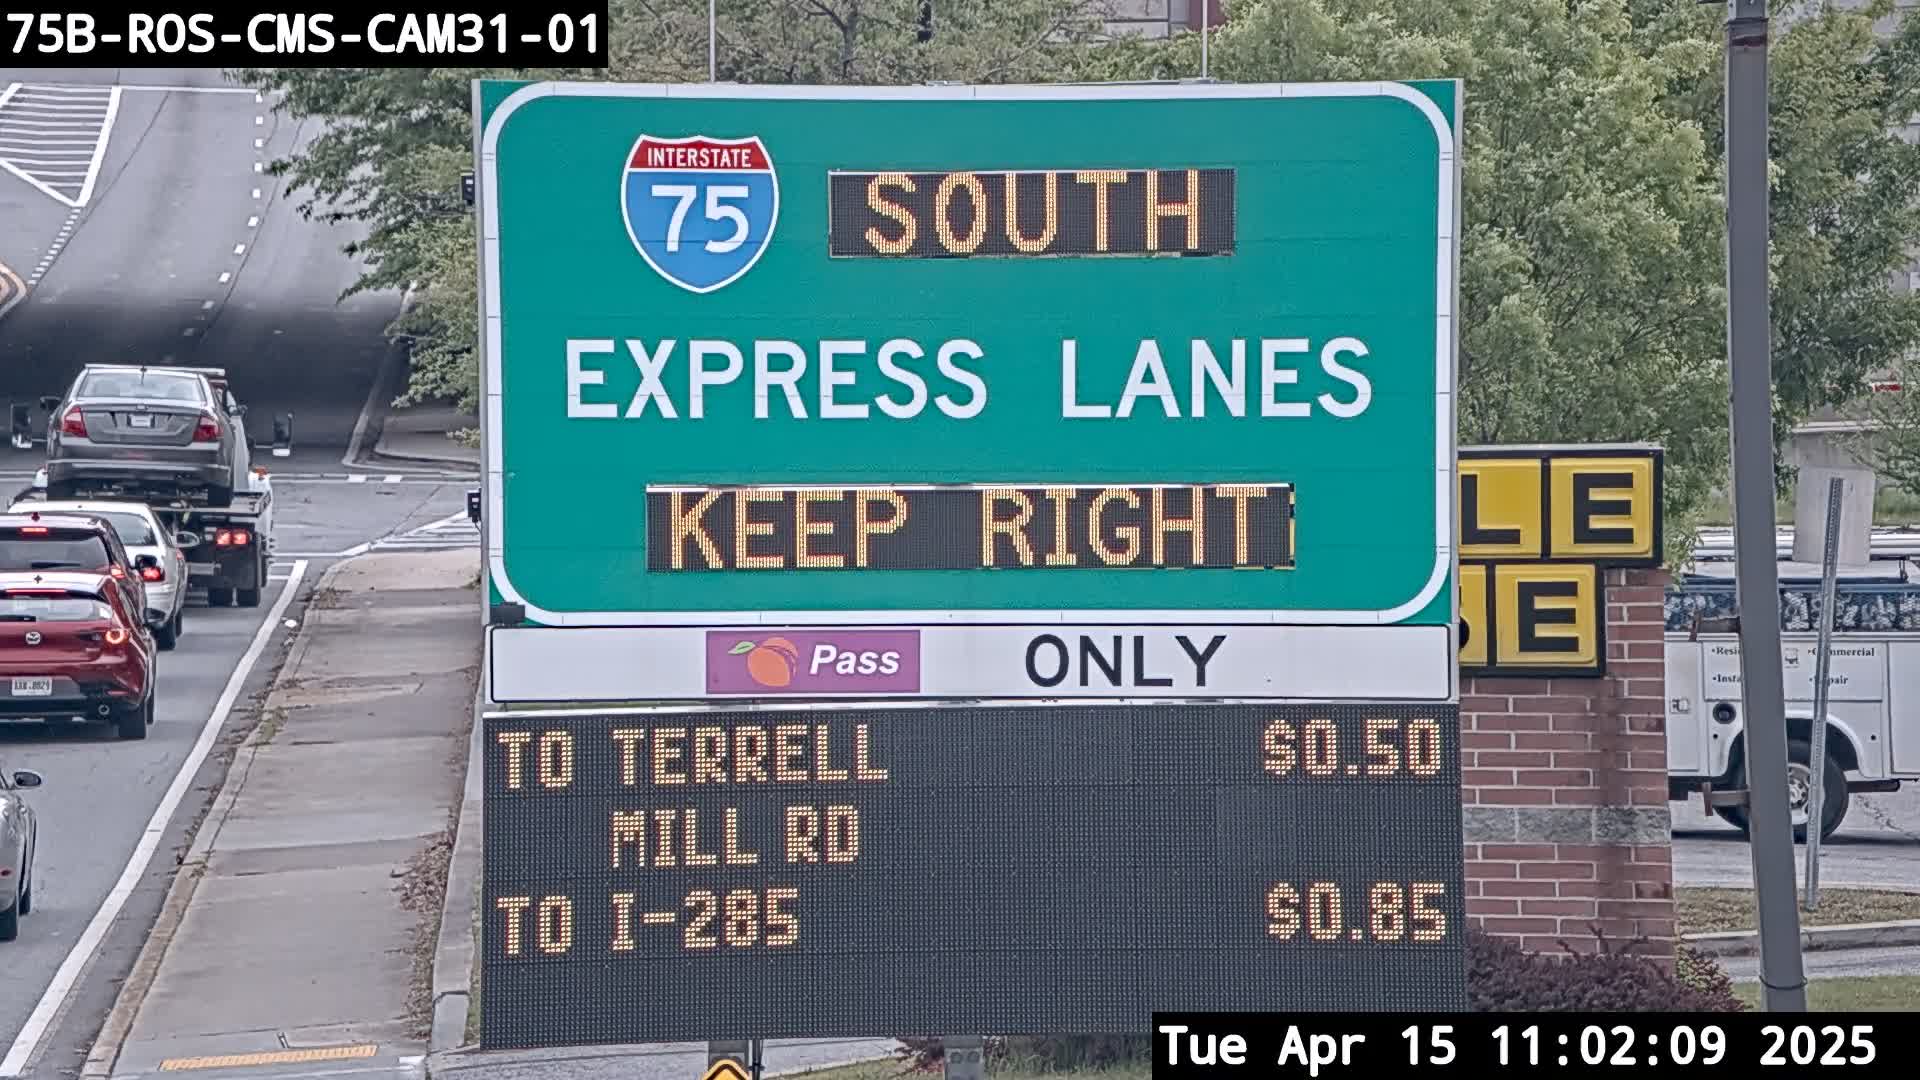 75B-ROS-CMS-CAM31-01
INTERSTATE
75
SOUTH
EXPRESS LANES
KEEP RIGHT
Pass ONLY
TO TERRELL $0.50
MILL RD
TO I-285 $0.85
LE
E
Tue Apr 15 11:02:09 2025